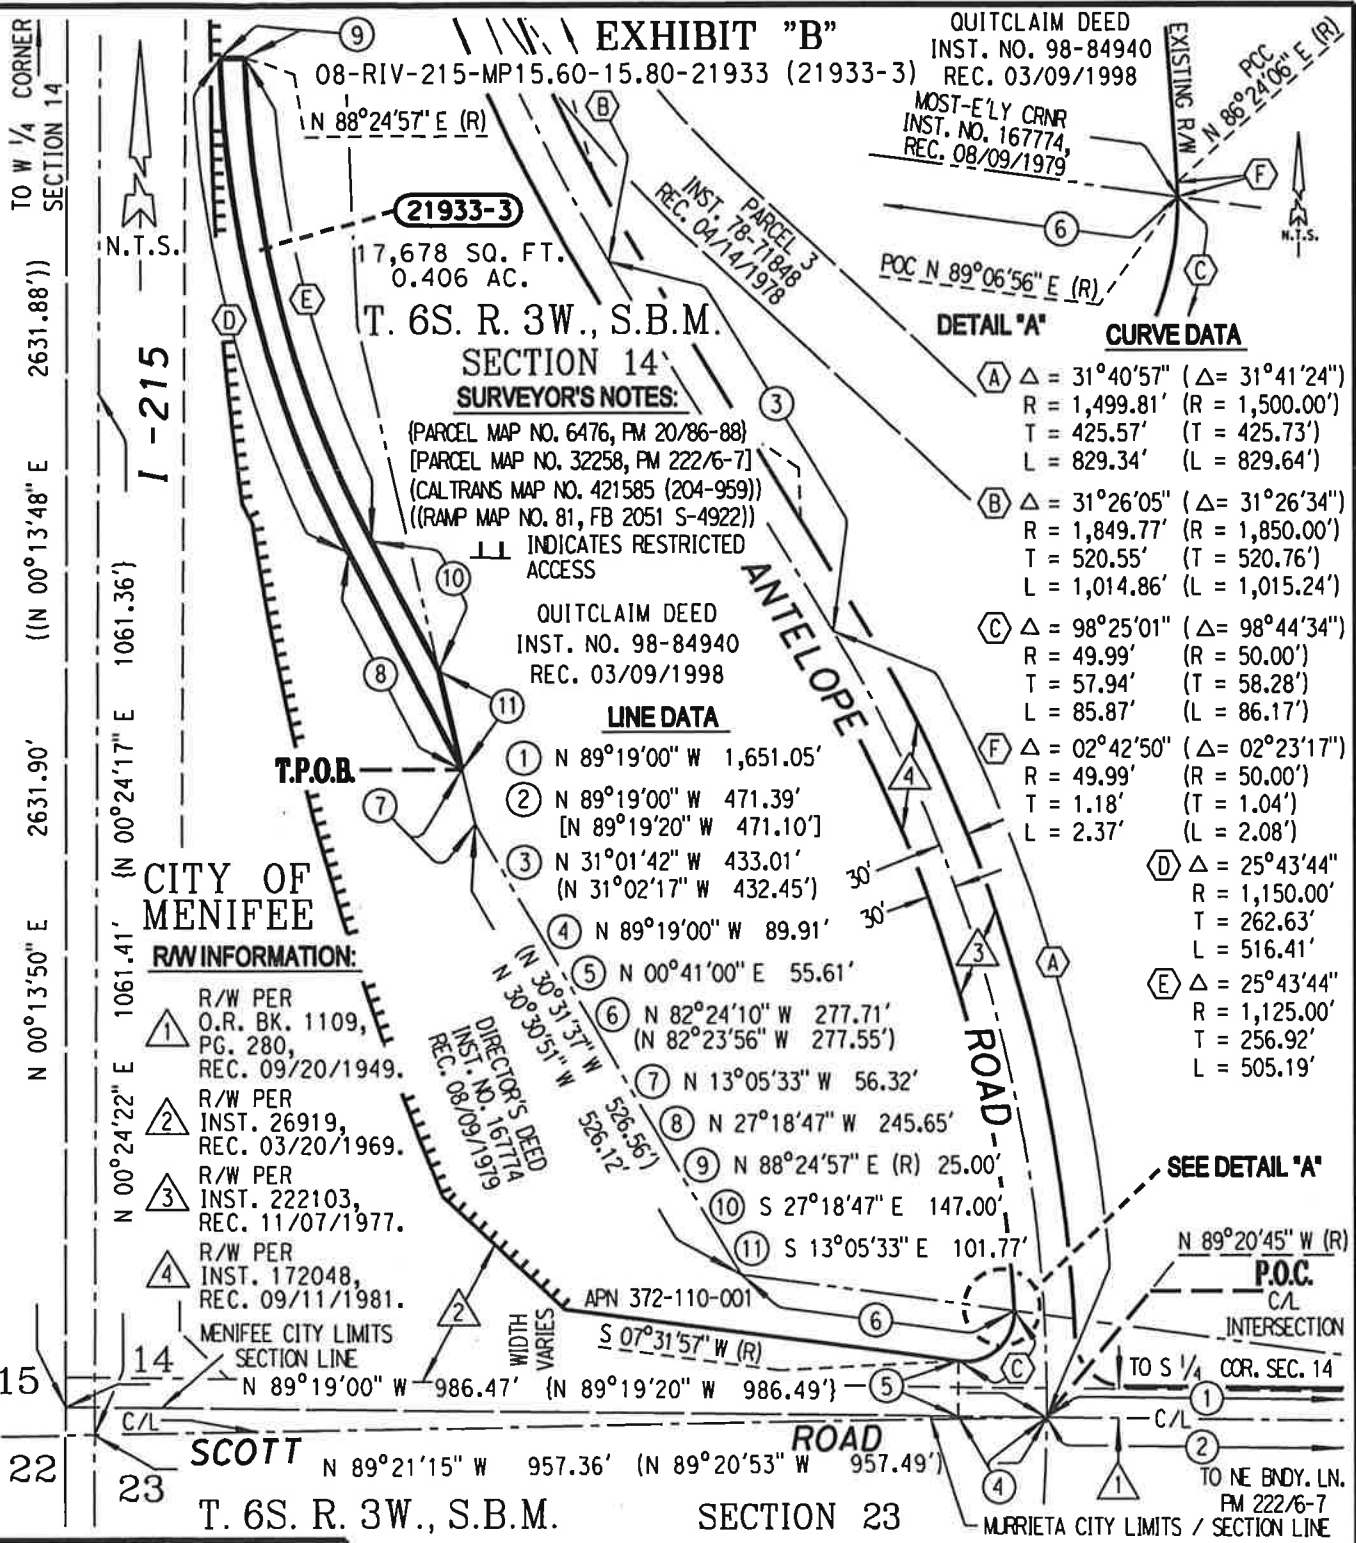 EXHIBIT "B"
08-RIV-215-MP15.60-15.80-21933 (21933-3)
QUITCLAIM DEED
INST. NO. 98-84940
REC. 03/09/1998
MOST-E'LY CRNR
INST. NO. 167774,
REC. 08/09/1979
EXISTING R/W
PCC
N 86°24'06" E (R)
F
6
C
N.T.S.
POC N 89°06'56" E (R)
DETAIL "A"
TO W 1/4 CORNER
SECTION 14
N.T.S.
9
N 88°24'57" E (R)
21933-3
17,678 SQ. FT.
0.406 AC.
D
E
B
PARCEL 3
INST. 78-71848
REC. 04/14/1978
T. 6S. R. 3W., S.B.M.
SECTION 14
SURVEYOR'S NOTES:
{PARCEL MAP NO. 6476, PM 20/86-88}
[PARCEL MAP NO. 32258, PM 222/6-7]
(CALTRANS MAP NO. 421585 (204-959))
((RAMP MAP NO. 81, FB 2051 S-4922))
INDICATES RESTRICTED
ACCESS
3
QUITCLAIM DEED
INST. NO. 98-84940
REC. 03/09/1998
I-215
((N 00°13'48" E 2631.88'))
N 00°13'50" E 2631.90'
{N 00°24'17" E 1061.36'}
N 00°24'22" E 1061.41'
10
8
11
T.P.O.B.
7
CURVE DATA
A Δ = 31°40'57" (Δ= 31°41'24")
R = 1,499.81' (R = 1,500.00')
T = 425.57' (T = 425.73')
L = 829.34' (L = 829.64')
B Δ = 31°26'05" (Δ= 31°26'34")
R = 1,849.77' (R = 1,850.00')
T = 520.55' (T = 520.76')
L = 1,014.86' (L = 1,015.24')
C Δ = 98°25'01" (Δ= 98°44'34")
R = 49.99' (R = 50.00')
T = 57.94' (T = 58.28')
L = 85.87' (L = 86.17')
F Δ = 02°42'50" (Δ= 02°23'17")
R = 49.99' (R = 50.00')
T = 1.18' (T = 1.04')
L = 2.37' (L = 2.08')
D Δ = 25°43'44"
R = 1,150.00'
T = 262.63'
L = 516.41'
E Δ = 25°43'44"
R = 1,125.00'
T = 256.92'
L = 505.19'
LINE DATA
1 N 89°19'00" W 1,651.05'
2 N 89°19'00" W 471.39'
[N 89°19'20" W 471.10']
3 N 31°01'42" W 433.01'
(N 31°02'17" W 432.45')
4 N 89°19'00" W 89.91'
5 N 00°41'00" E 55.61'
6 N 82°24'10" W 277.71'
(N 82°23'56" W 277.55')
7 N 13°05'33" W 56.32'
8 N 27°18'47" W 245.65'
9 N 88°24'57" E (R) 25.00'
10 S 27°18'47" E 147.00'
11 S 13°05'33" E 101.77'
ANTELOPE ROAD
4
30'
30'
3
A
CITY OF
MENIFEE
R/W INFORMATION:
1 R/W PER
O.R. BK. 1109,
PG. 280,
REC. 09/20/1949.
2 R/W PER
INST. 26919,
REC. 03/20/1969.
3 R/W PER
INST. 222103,
REC. 11/07/1977.
4 R/W PER
INST. 172048,
REC. 09/11/1981.
(N 30°31'37" W 526.56')
N 30°30'51" W 526.12'
DIRECTOR'S DEED
INST. NO. 167774
REC. 08/09/1979
SEE DETAIL "A"
N 89°20'45" W (R)
P.O.C.
C/L
INTERSECTION
APN 372-110-001
6
2
WIDTH
VARIES
S 07°31'57" W (R)
C
MENIFEE CITY LIMITS
SECTION LINE
15
14
N 89°19'00" W 986.47' {N 89°19'20" W 986.49'}
5
TO S 1/4 COR. SEC. 14
1
C/L
C/L
2
SCOTT ROAD
N 89°21'15" W 957.36' (N 89°20'53" W 957.49')
22
23
4
1
TO NE BNDY. LN.
PM 222/6-7
T. 6S. R. 3W., S.B.M.
SECTION 23
MURRIETA CITY LIMITS / SECTION LINE